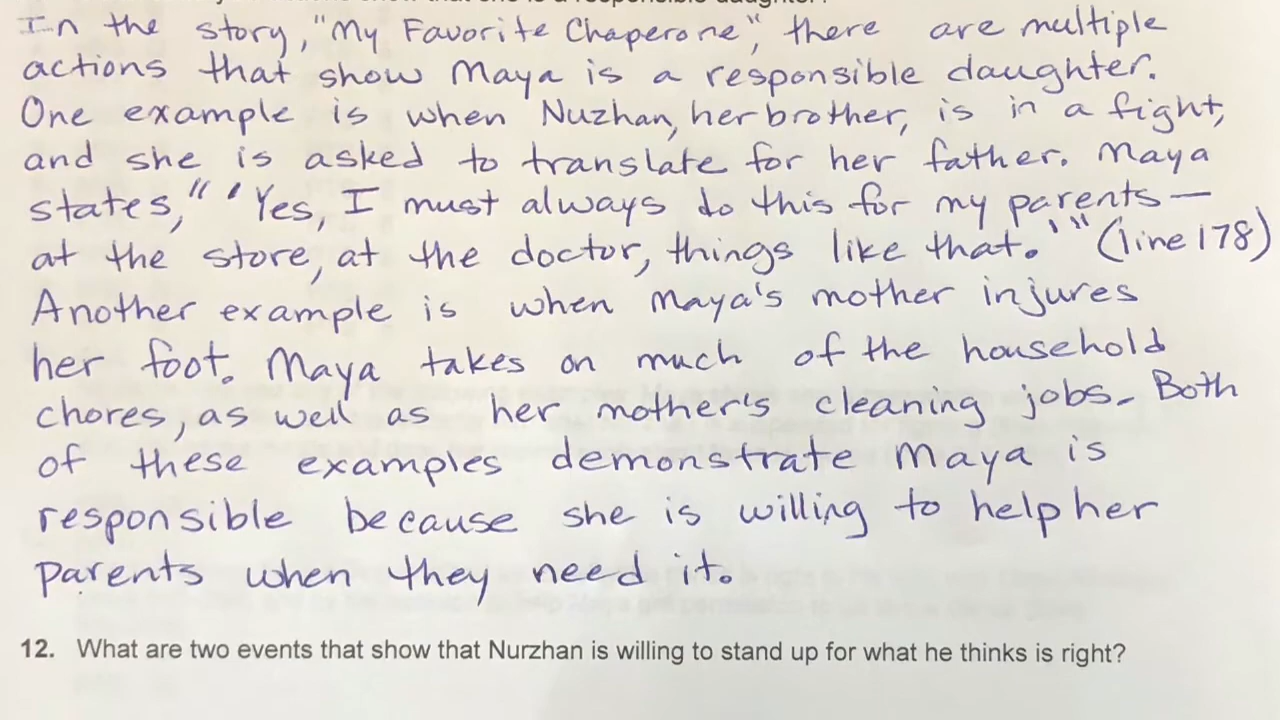 In the story, "My Favorite Chaperone", there are multiple
actions that show Maya is a responsible daughter.
One example is when Nuzhan, her brother, is in a fight,
and she is asked to translate for her father. Maya
states, "'Yes, I must always do this for my parents—
at the store, at the doctor, things like that.'" (line 178)
Another example is when Maya's mother injures
her foot. Maya takes on much of the household
chores, as well as her mother's cleaning jobs. Both
of these examples demonstrate Maya is
responsible because she is willing to help her
parents when they need it.
12. What are two events that show that Nurzhan is willing to stand up for what he thinks is right?